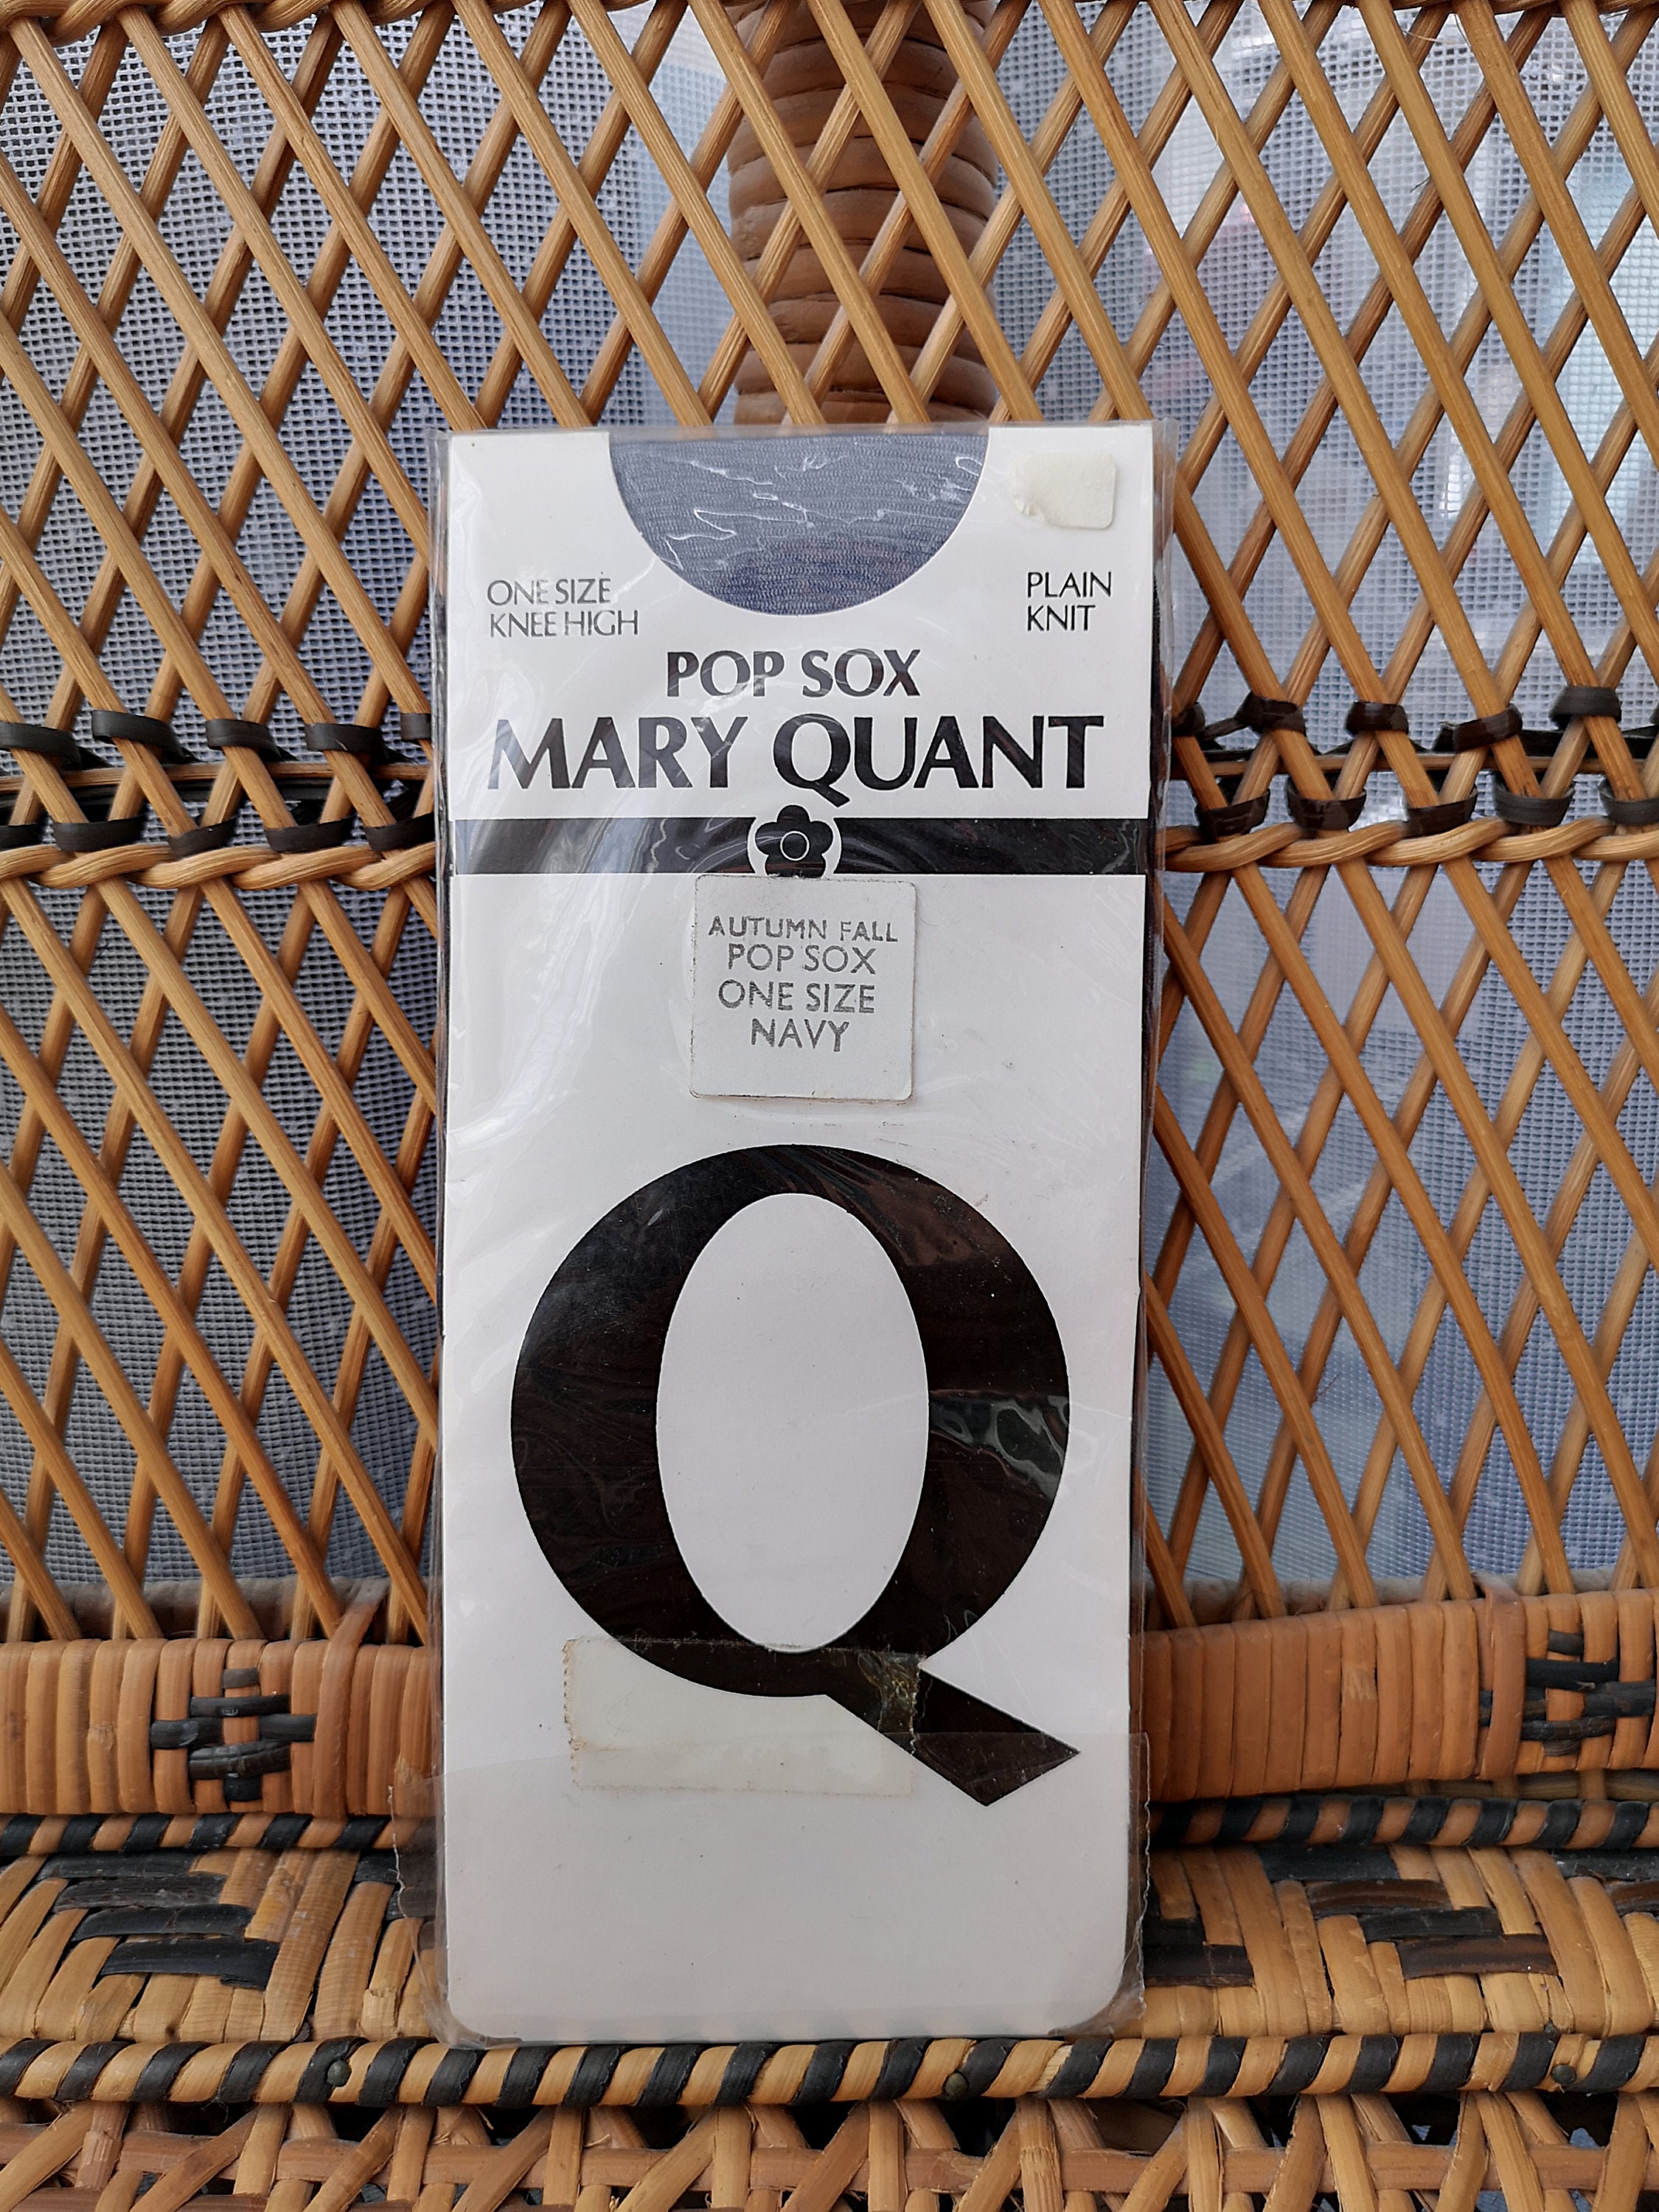 ONE SIZE
KNEE HIGH
PLAIN
KNIT
POP SOX
MARY QUANT
AUTUMN FALL
POP SOX
ONE SIZE
NAVY
Q